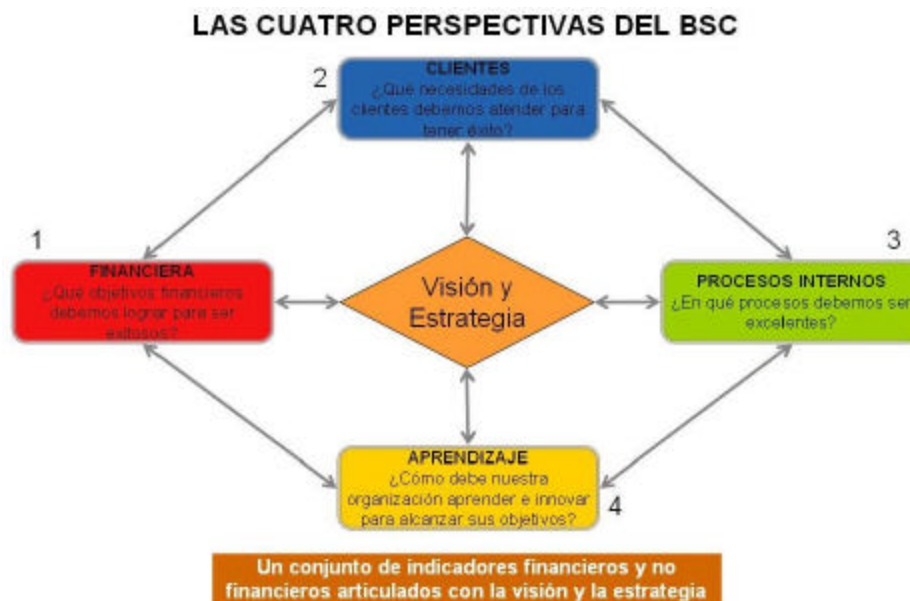 LAS CUATRO PERSPECTIVAS DEL BSC
2
CLIENTES
¿Qué necesidades de los
clientes debemos atender para
tener éxito?
1
FINANCIERA
¿Qué objetivos financieros
debemos lograr para ser
exitosos?
Visión y
Estrategia
3
PROCESOS INTERNOS
¿En qué procesos debemos ser
excelentes?
APRENDIZAJE
¿Cómo debe nuestra
organización aprender e innovar
para alcanzar sus objetivos?
4
Un conjunto de indicadores financieros y no
financieros articulados con la visión y la estrategia